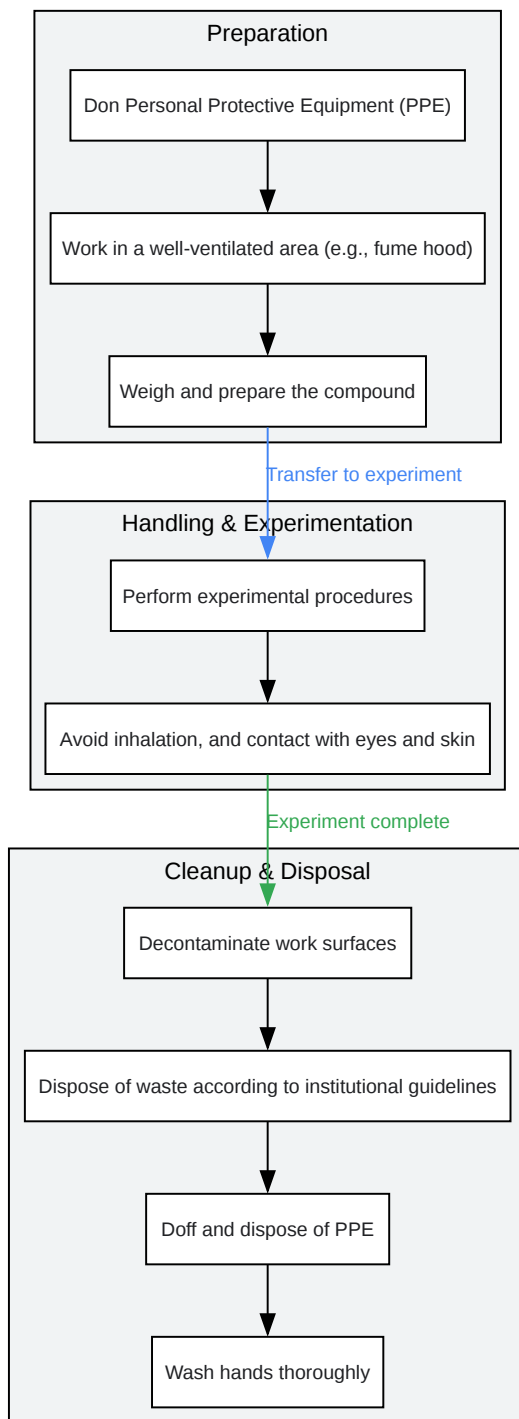 Preparation
Don Personal Protective Equipment (PPE)
Work in a well-ventilated area (e.g., fume hood)
Weigh and prepare the compound
Transfer to experiment
Handling & Experimentation
Perform experimental procedures
Avoid inhalation, and contact with eyes and skin
Experiment complete
Cleanup & Disposal
Decontaminate work surfaces
Dispose of waste according to institutional guidelines
Doff and dispose of PPE
Wash hands thoroughly